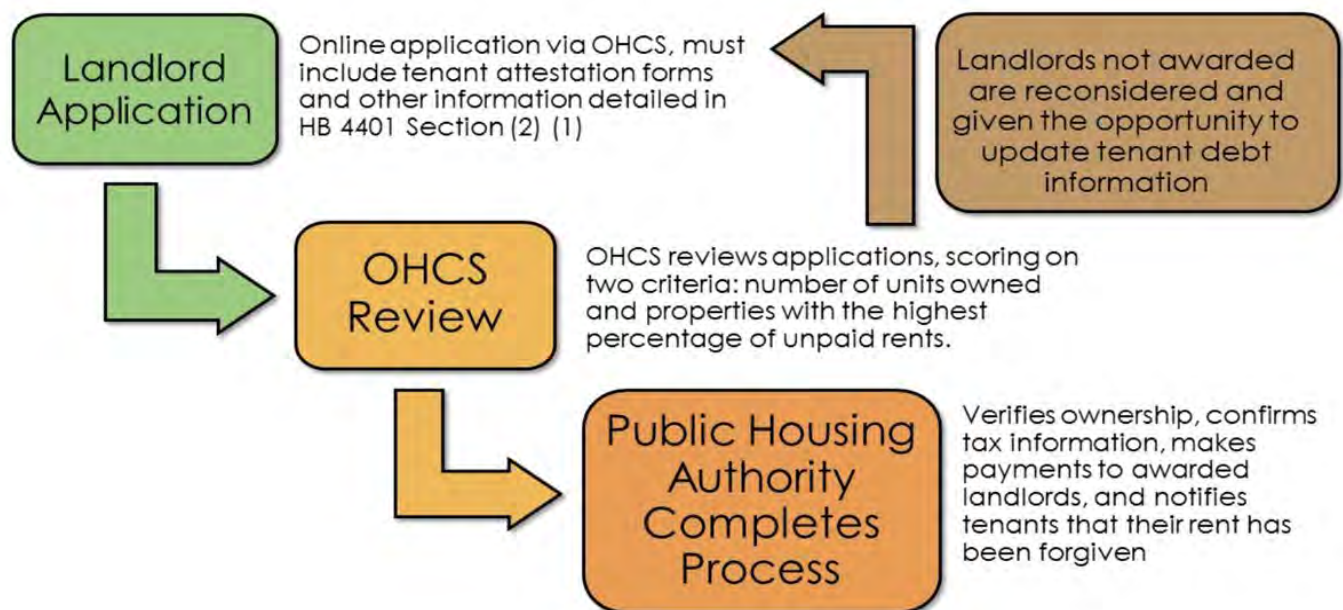 Landlord
Application
Online application via OHCS, must
include tenant attestation forms
and other information detailed in
HB 4401 Section (2) (1)
Landlords not awarded
are reconsidered and
given the opportunity to
update tenant debt
information
OHCS
Review
OHCS reviews applications, scoring on
two criteria: number of units owned
and properties with the highest
percentage of unpaid rents.
Public Housing
Authority
Completes
Process
Verifies ownership, confirms
tax information, makes
payments to awarded
landlords, and notifies
tenants that their rent has
been forgiven